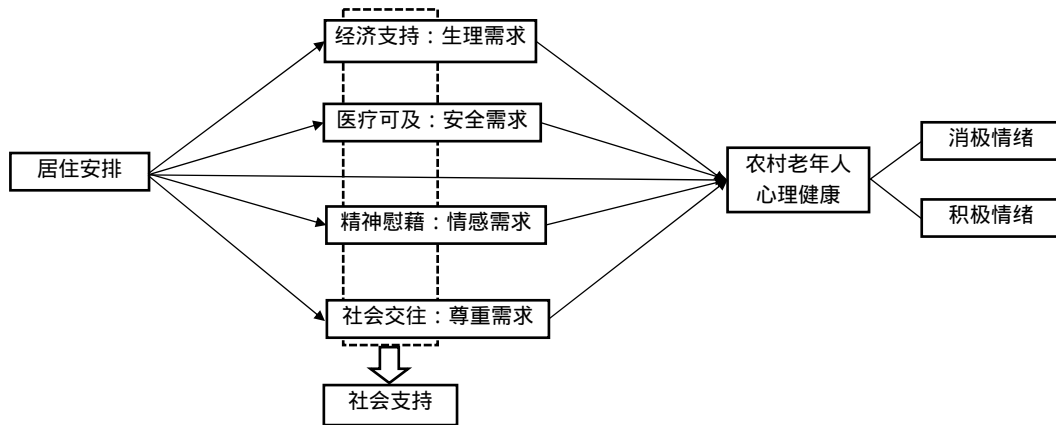 经济支持：生理需求
医疗可及：安全需求
居住安排
精神慰藉：情感需求
社会交往：尊重需求
社会支持
农村老年人
心理健康
消极情绪
积极情绪